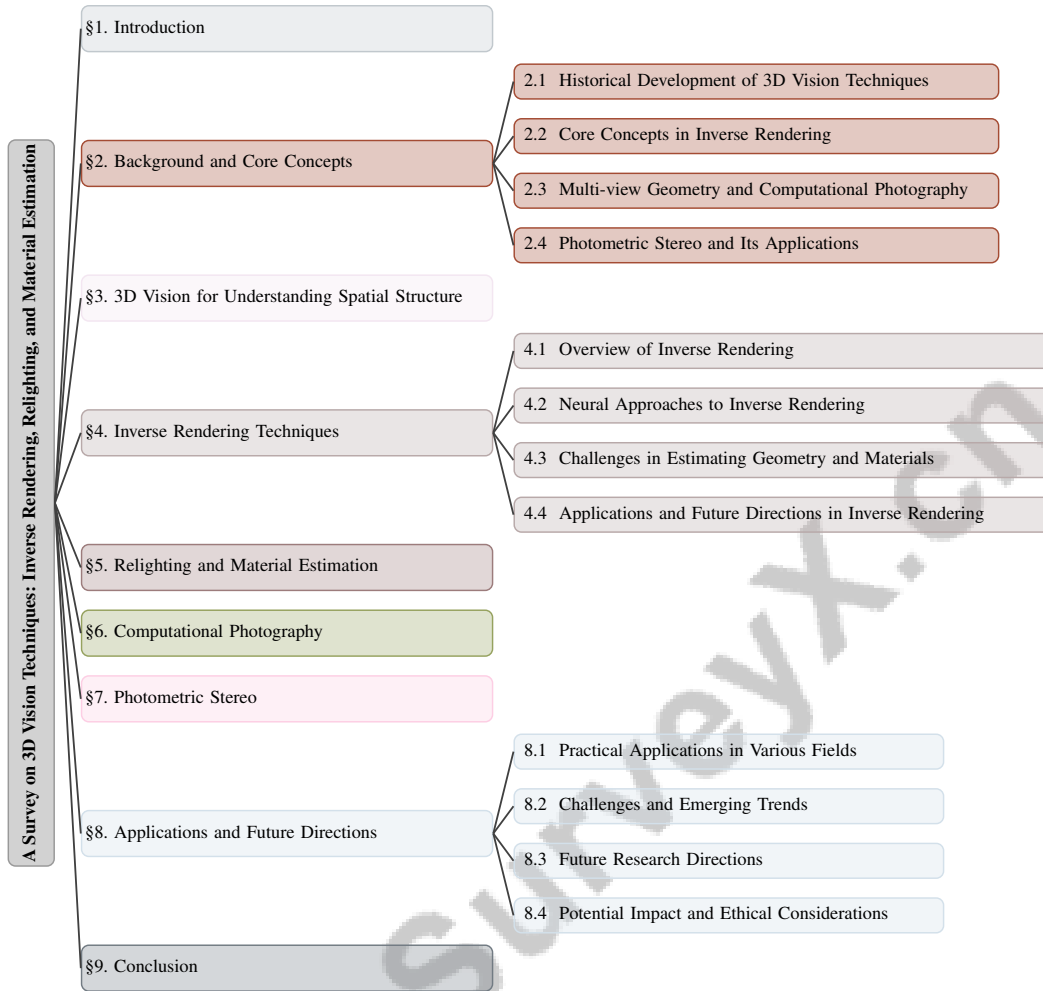 A Survey on 3D Vision Techniques: Inverse Rendering, Relighting, and Material Estimation
§1. Introduction
§2. Background and Core Concepts
2.1 Historical Development of 3D Vision Techniques
2.2 Core Concepts in Inverse Rendering
2.3 Multi-view Geometry and Computational Photography
2.4 Photometric Stereo and Its Applications
§3. 3D Vision for Understanding Spatial Structure
§4. Inverse Rendering Techniques
4.1 Overview of Inverse Rendering
4.2 Neural Approaches to Inverse Rendering
4.3 Challenges in Estimating Geometry and Materials
4.4 Applications and Future Directions in Inverse Rendering
§5. Relighting and Material Estimation
§6. Computational Photography
§7. Photometric Stereo
§8. Applications and Future Directions
8.1 Practical Applications in Various Fields
8.2 Challenges and Emerging Trends
8.3 Future Research Directions
8.4 Potential Impact and Ethical Considerations
§9. Conclusion
SurveyX.cn